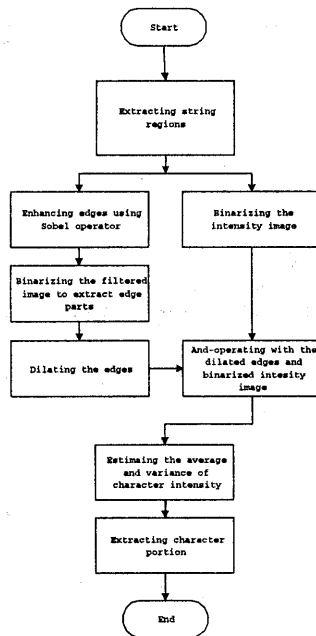 Start
Extracting string
regions
Enhancing edges using
Sobel operator
Binarizing the
intensity image
Binarizing the filtered
image to extract edge
parts
Dilating the edges
And-operating with the
dilated edges and
binarized intesity
image
Estimaing the average
and variance of
character intensity
Extracting character
portion
End